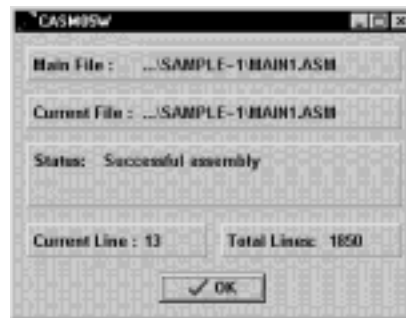 CASM05W
Main File : ...\SAMPLE~1\MAIN1.ASM
Current File : ...\SAMPLE~1\MAIN1.ASM
Status: Successful assembly
Current Line : 13 Total Lines: 1850
OK